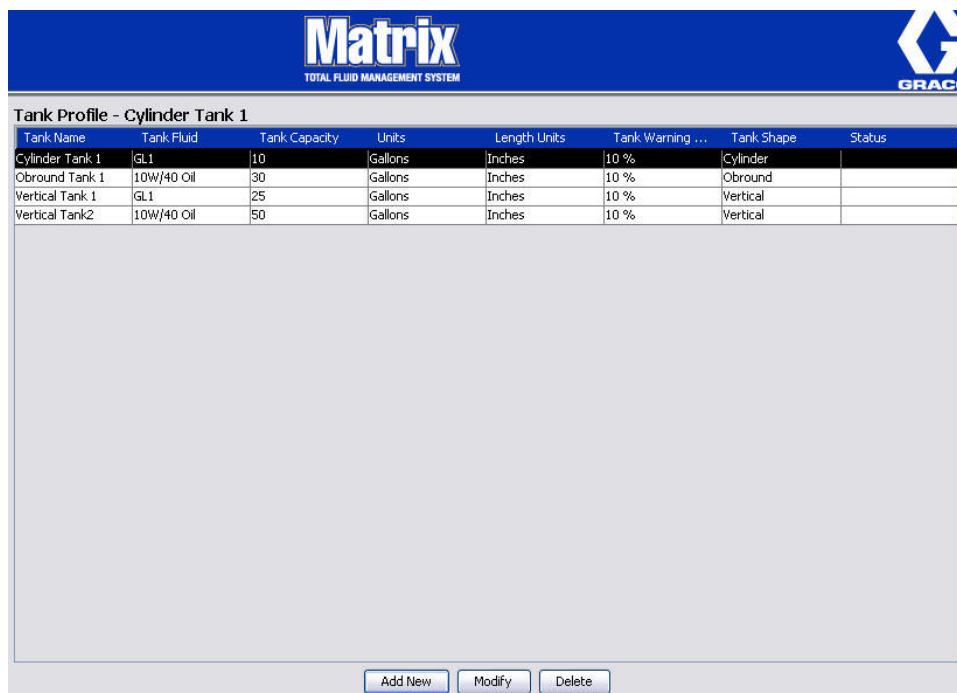 Matrix
TOTAL FLUID MANAGEMENT SYSTEM
GRACO
Tank Profile - Cylinder Tank 1
Tank Name Tank Fluid Tank Capacity Units Length Units Tank Warning ... Tank Shape Status
Cylinder Tank 1 GL1 10 Gallons Inches 10 % Cylinder
Obround Tank 1 10W/40 Oil 30 Gallons Inches 10 % Obround
Vertical Tank 1 GL1 25 Gallons Inches 10 % Vertical
Vertical Tank2 10W/40 Oil 50 Gallons Inches 10 % Vertical
Add New Modify Delete